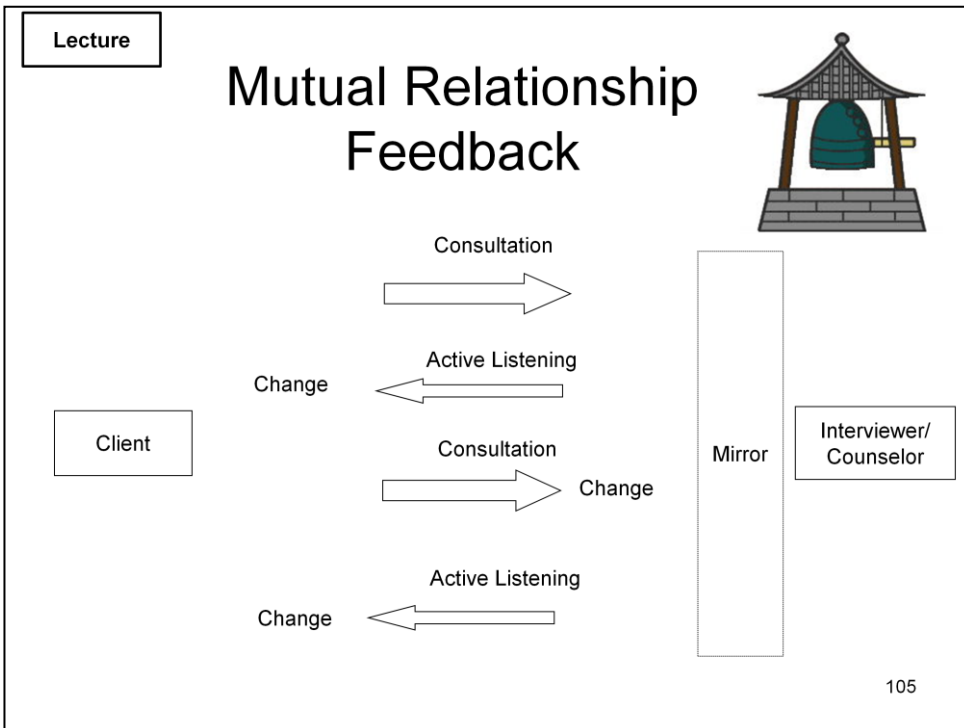 Lecture
Mutual Relationship
Feedback
Consultation
Active Listening
Change
Client
Consultation
Change
Mirror
Interviewer/
Counselor
Active Listening
Change
105